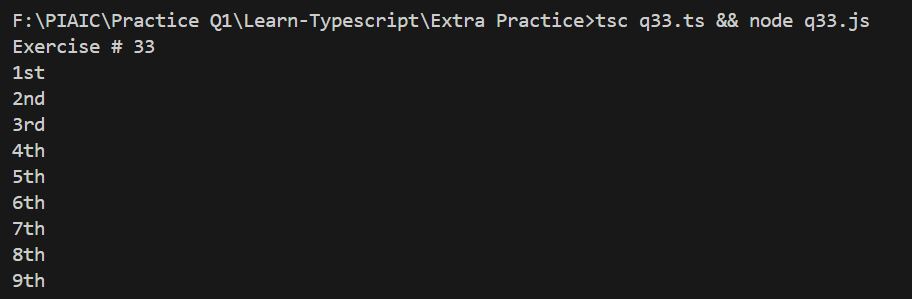 F:\PIAIC\Practice Q1\Learn-Typescript\Extra Practice>tsc q33.ts && node q33.js
Exercise # 33
1st
2nd
3rd
4th
5th
6th
7th
8th
9th